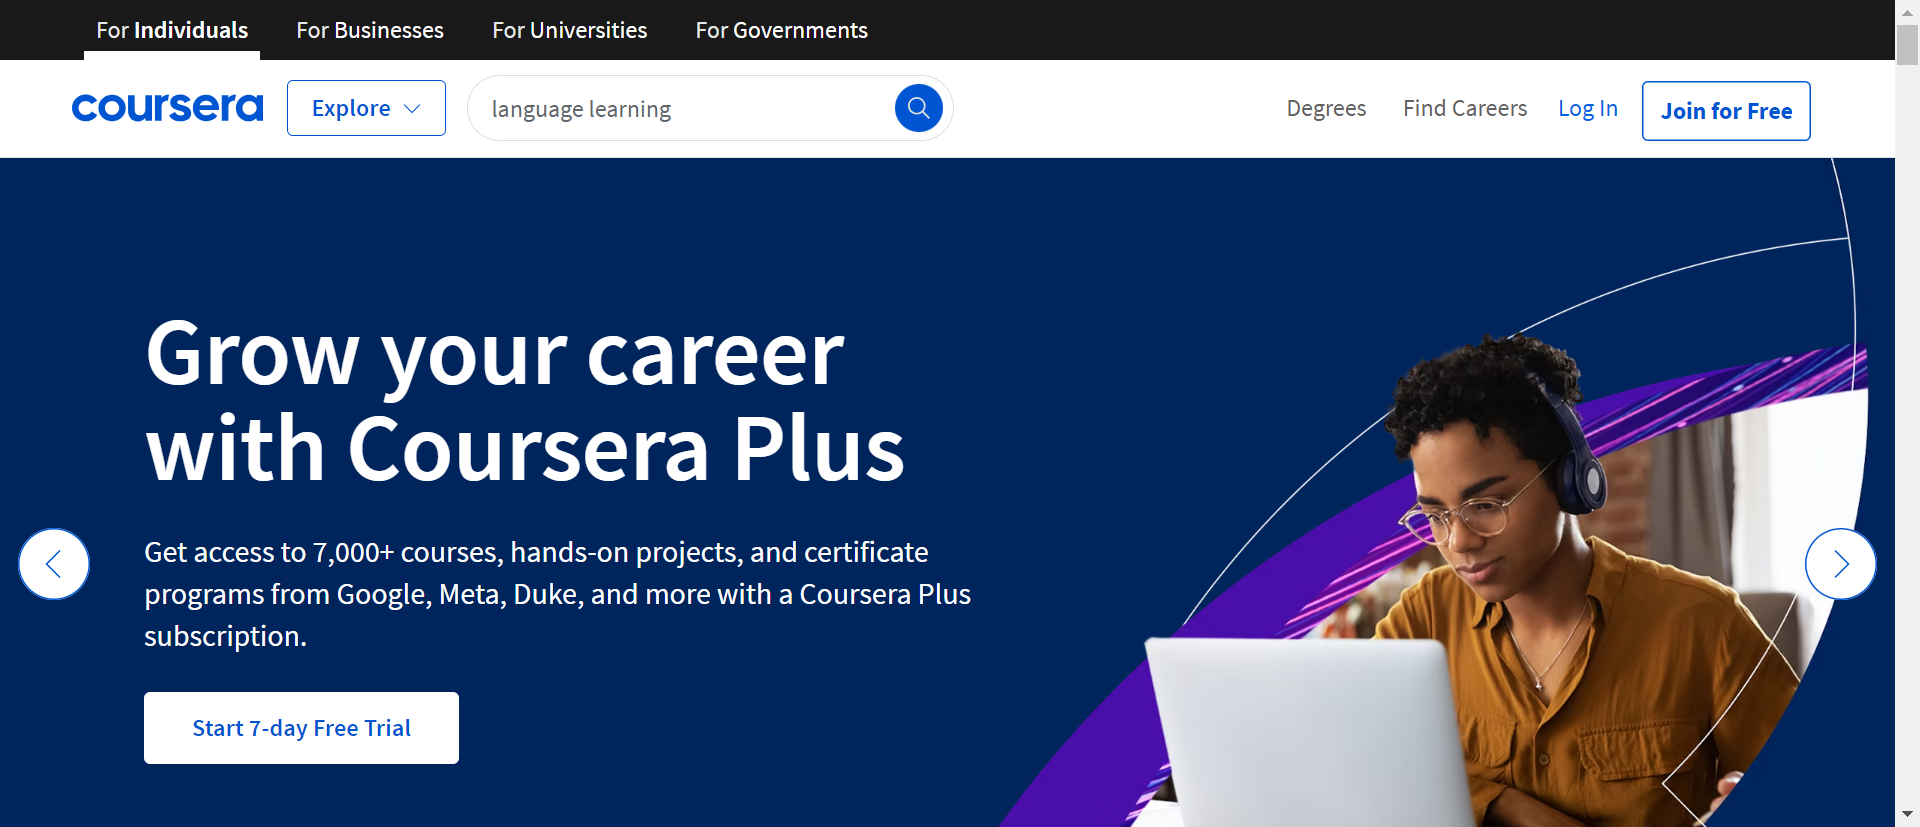 For Individuals For Businesses For Universities For Governments
coursera Explore language learning Degrees Find Careers Log In Join for Free
Grow your career
with Coursera Plus
Get access to 7,000+ courses, hands-on projects, and certificate
programs from Google, Meta, Duke, and more with a Coursera Plus
subscription.
Start 7-day Free Trial